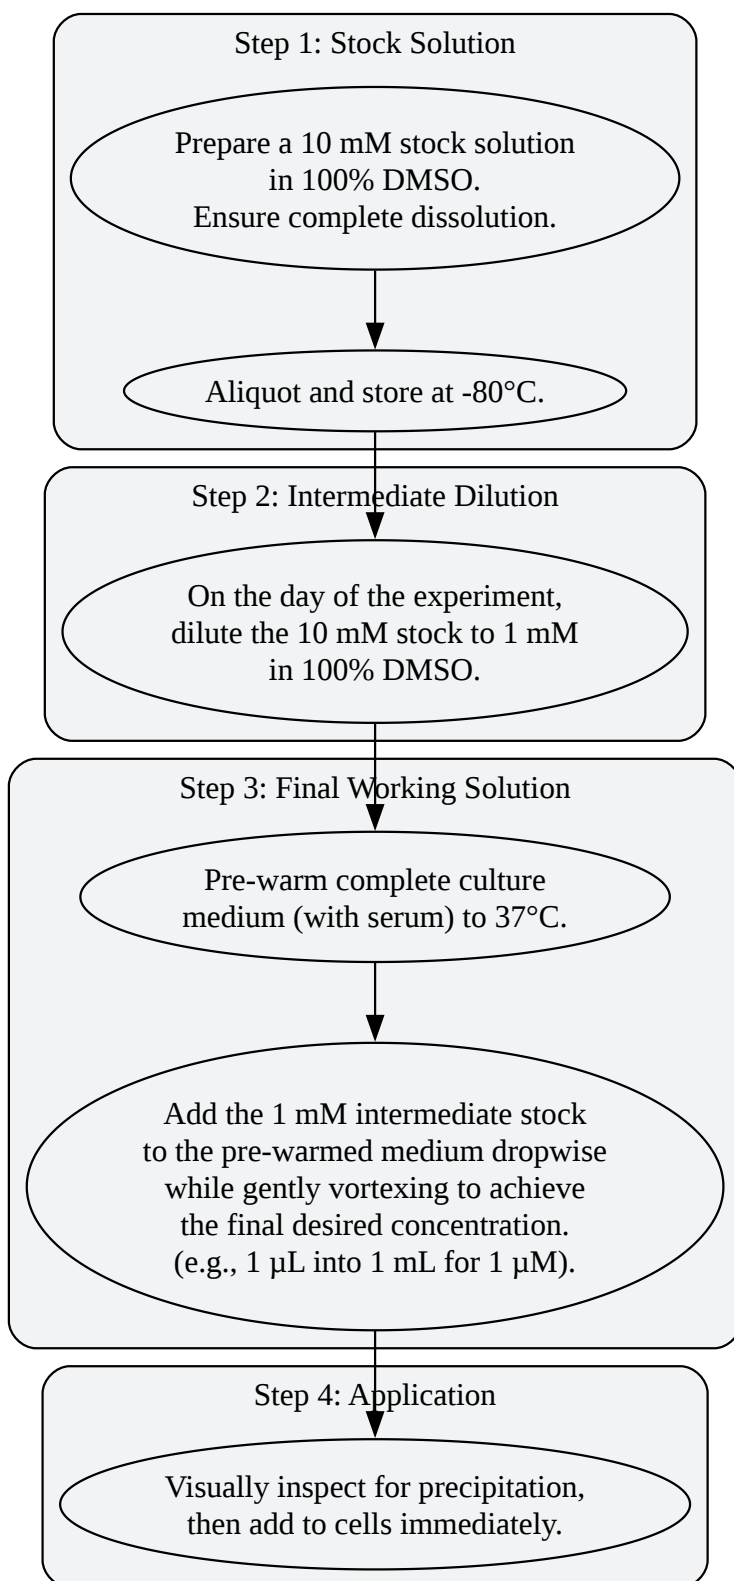 Step 1: Stock Solution
Prepare a 10 mM stock solution
in 100% DMSO.
Ensure complete dissolution.
Aliquot and store at -80°C.
Step 2: Intermediate Dilution
On the day of the experiment,
dilute the 10 mM stock to 1 mM
in 100% DMSO.
Step 3: Final Working Solution
Pre-warm complete culture
medium (with serum) to 37°C.
Add the 1 mM intermediate stock
to the pre-warmed medium dropwise
while gently vortexing to achieve
the final desired concentration.
(e.g., 1 µL into 1 mL for 1 µM).
Step 4: Application
Visually inspect for precipitation,
then add to cells immediately.